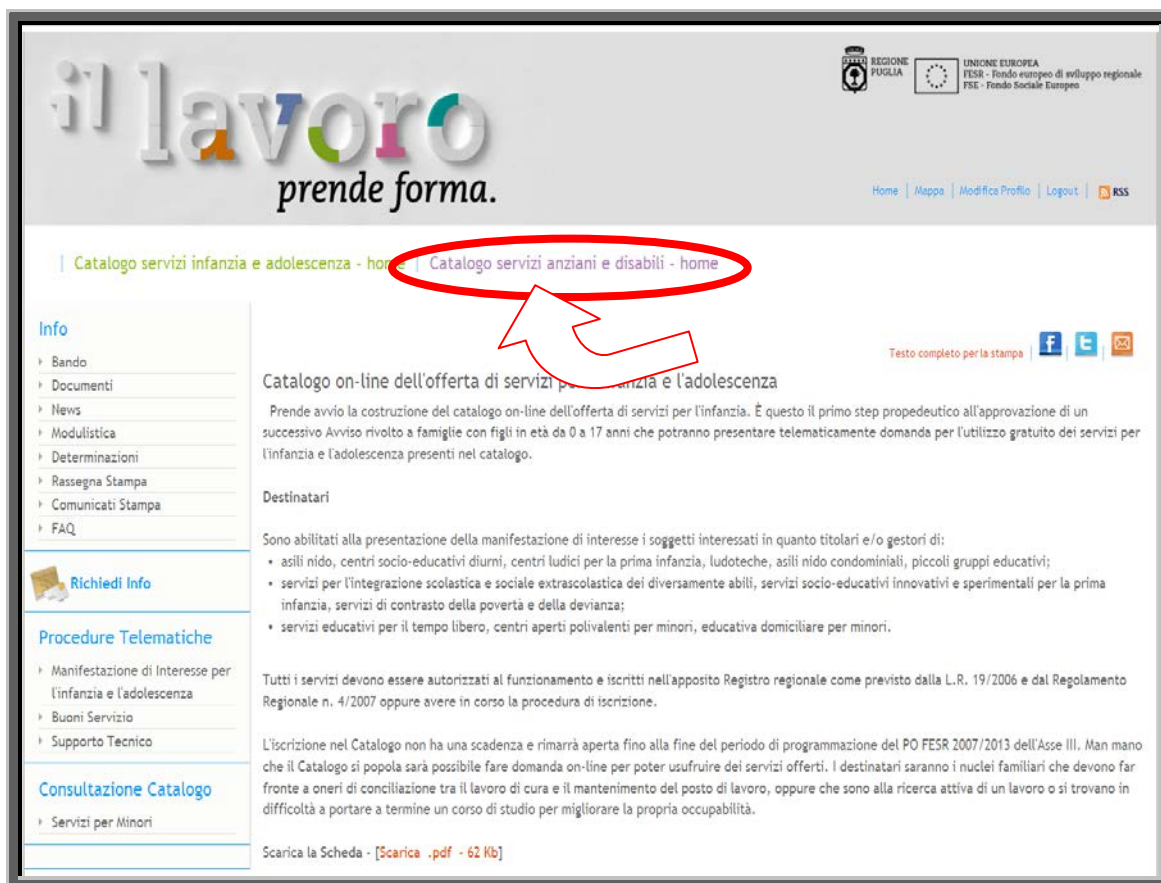 il lavoro
prende forma.
REGIONE
PUGLIA
UNIONE EUROPEA
FESR - Fondo europeo di sviluppo regionale
FSE - Fondo Sociale Europeo
Home | Mappa | Modifica Profilo | Logout | RSS
| Catalogo servizi infanzia e adolescenza - home | Catalogo servizi anziani e disabili - home
Info
Bando
Documenti
News
Modulistica
Determinazioni
Rassegna Stampa
Comunicati Stampa
FAQ
Richiedi Info
Procedure Telematiche
Manifestazione di Interesse per
l'infanzia e l'adolescenza
Buoni Servizio
Supporto Tecnico
Consultazione Catalogo
Servizi per Minori
Testo completo per la stampa
Catalogo on-line dell'offerta di servizi l'adolescenza
Prende avvio la costruzione del catalogo on-line dell'offerta di servizi per l'infanzia. È questo il primo step propedeutico all'approvazione di un
successivo Avviso rivolto a famiglie con figli in età da 0 a 17 anni che potranno presentare telematicamente domanda per l'utilizzo gratuito dei servizi per
l'infanzia e l'adolescenza presenti nel catalogo.
Destinatari
Sono abilitati alla presentazione della manifestazione di interesse i soggetti interessati in quanto titolari e/o gestori di:
• asili nido, centri socio-educativi diurni, centri ludici per la prima infanzia, ludoteche, asili nido condominiali, piccoli gruppi educativi;
• servizi per l'integrazione scolastica e sociale extrascolastica dei diversamente abili, servizi socio-educativi innovativi e sperimentali per la prima
infanzia, servizi di contrasto della povertà e della devianza;
• servizi educativi per il tempo libero, centri aperti polivalenti per minori, educativa domiciliare per minori.
Tutti i servizi devono essere autorizzati al funzionamento e iscritti nell'apposito Registro regionale come previsto dalla L.R. 19/2006 e dal Regolamento
Regionale n. 4/2007 oppure avere in corso la procedura di iscrizione.
L'iscrizione nel Catalogo non ha una scadenza e rimarrà aperta fino alla fine del periodo di programmazione del PO FESR 2007/2013 dell'Asse III. Man mano
che il Catalogo si popola sarà possibile fare domanda on-line per poter usufruire dei servizi offerti. I destinatari saranno i nuclei familiari che devono far
fronte a oneri di conciliazione tra il lavoro di cura e il mantenimento del posto di lavoro, oppure che sono alla ricerca attiva di un lavoro o si trovano in
difficoltà a portare a termine un corso di studio per migliorare la propria occupabilità.
Scarica la Scheda - [Scarica .pdf - 62 Kb]